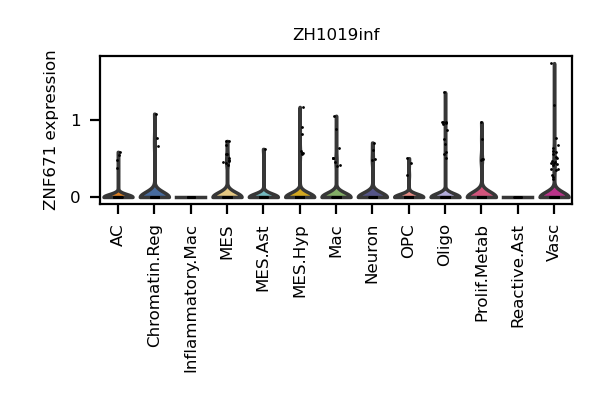 ZH1019inf
ZNF671 expression
1
0
AC
Chromatin.Reg
Inflammatory.Mac
MES
MES.Ast
MES.Hyp
Mac
Neuron
OPC
Oligo
Prolif.Metab
Reactive.Ast
Vasc